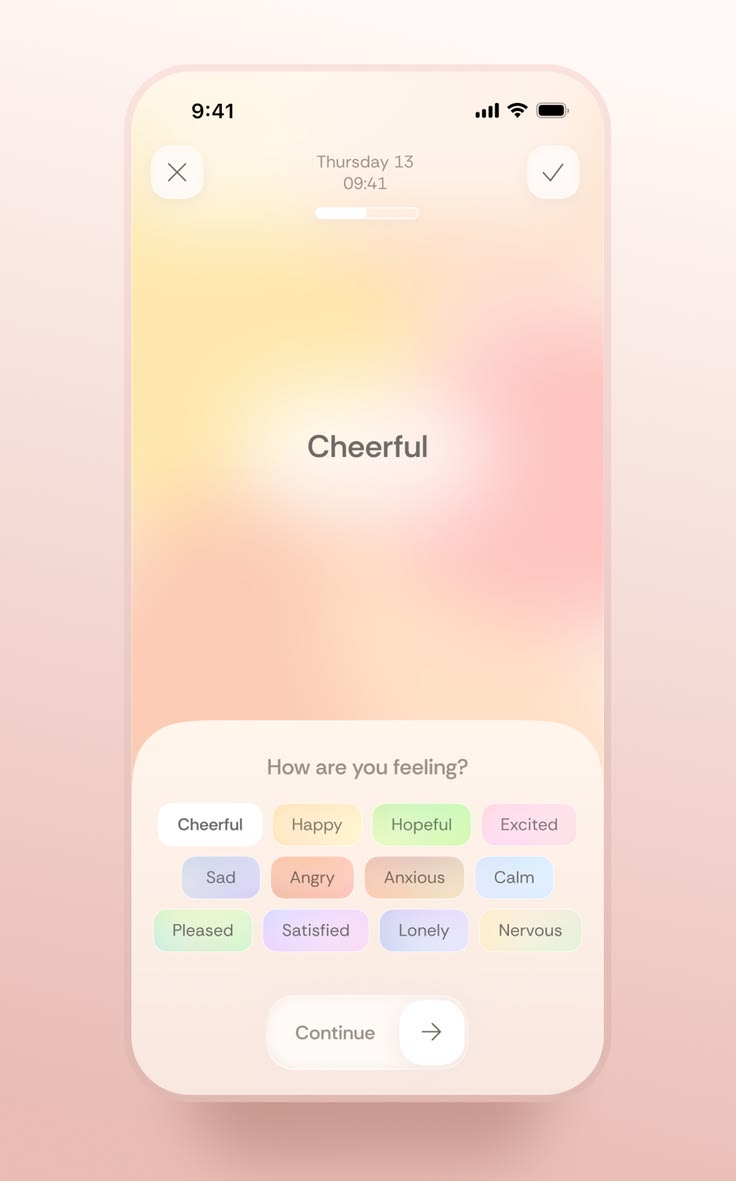 9:41
Thursday 13
09:41
Cheerful
How are you feeling?
Cheerful Happy Hopeful Excited
Sad Angry Anxious Calm
Pleased Satisfied Lonely Nervous
Continue